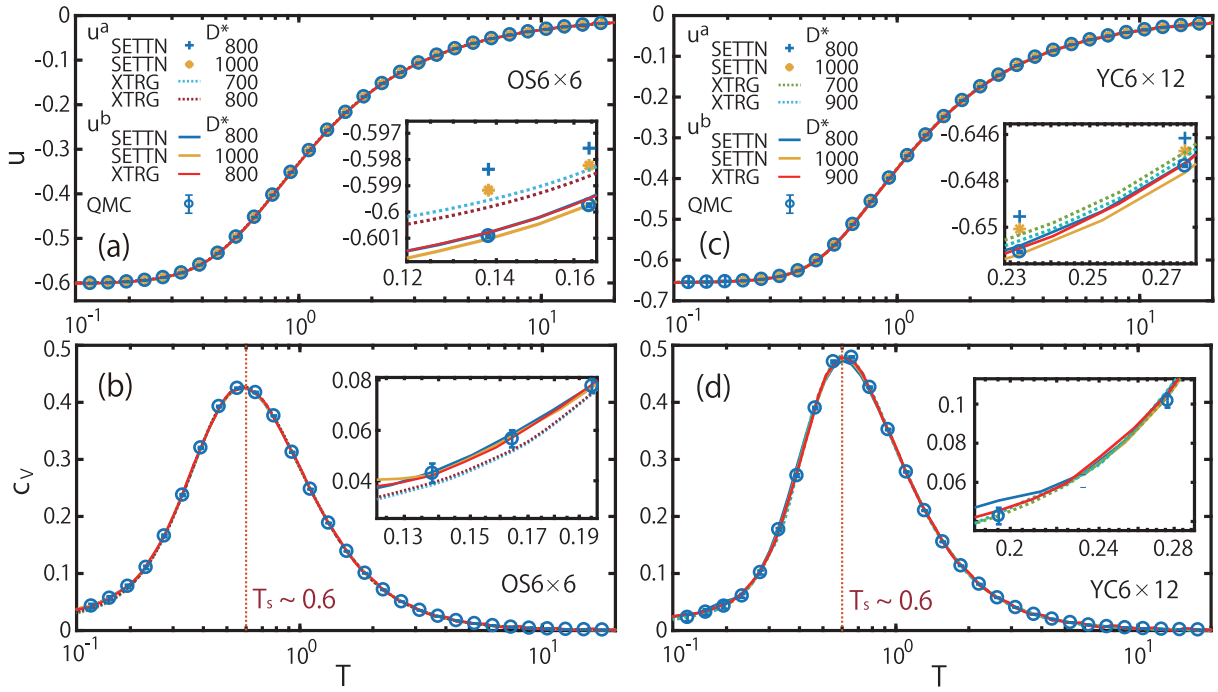 0
-0.1
-0.2
-0.3
-0.4
-0.5
-0.6
u
u^a D*
SETTN + 800
SETTN 1000
XTRG 700
XTRG 800
u^b D*
SETTN 800
SETTN 1000
XTRG 800
QMC
OS6×6
(a)
-0.597
-0.598
-0.599
-0.6
-0.601
0.12 0.14 0.16
10^-1 10^0 10^1
0
-0.1
-0.2
-0.3
-0.4
-0.5
-0.6
-0.7
u^a D*
SETTN + 800
SETTN 1000
XTRG 700
XTRG 900
u^b D*
SETTN 800
SETTN 1000
XTRG 900
QMC
YC6×12
(c)
-0.646
-0.648
-0.65
0.23 0.25 0.27
10^-1 10^0 10^1
0.5
0.4
0.3
0.2
0.1
0
c_V
(b)
0.08
0.06
0.04
0.13 0.15 0.17 0.19
OS6×6
T_s ~ 0.6
10^-1 10^0 10^1
T
0.5
0.4
0.3
0.2
0.1
0
(d)
0.1
0.08
0.06
0.2 0.24 0.28
YC6×12
T_s ~ 0.6
10^-1 10^0 10^1
T